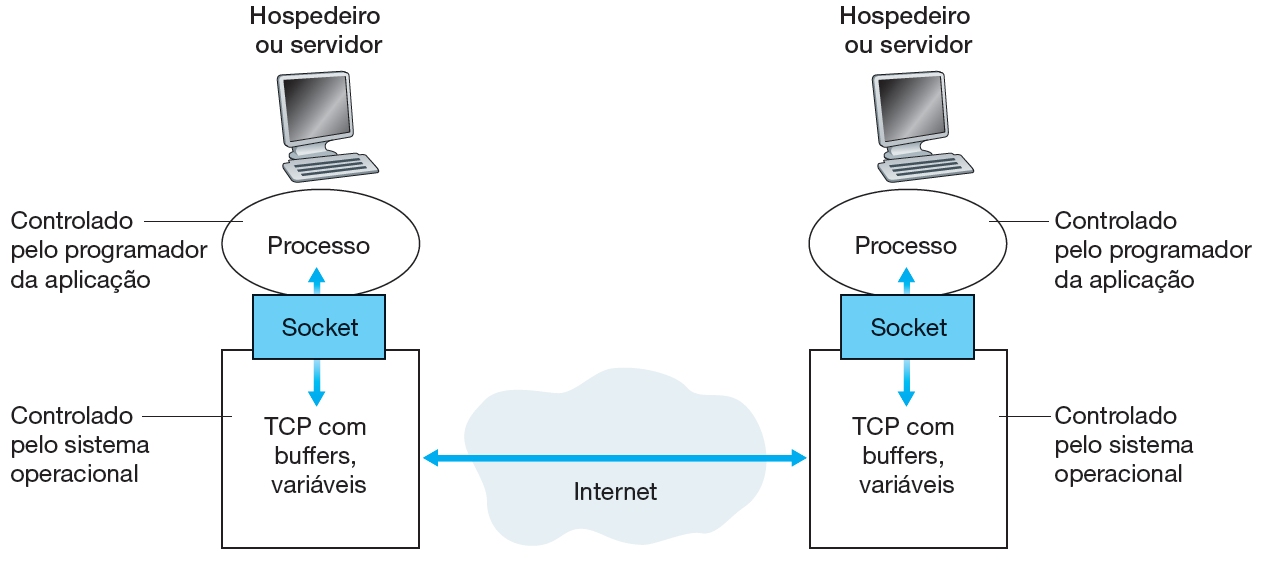 Hospedeiro
ou servidor
Hospedeiro
ou servidor
Controlado
pelo programador
da aplicação
Processo
Processo
Controlado
pelo programador
da aplicação
Socket
Socket
Controlado
pelo sistema
operacional
TCP com
buffers,
variáveis
Internet
TCP com
buffers,
variáveis
Controlado
pelo sistema
operacional